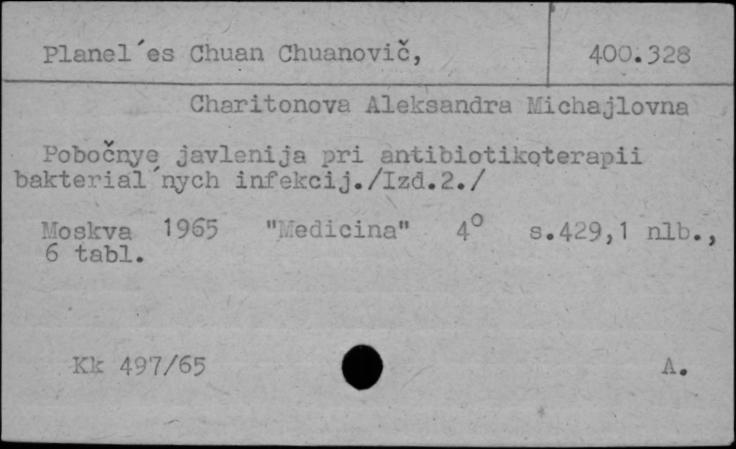 Planel´es Chuan Chuanovič, 400.328
Charitonova Aleksandra Michajlovna
Pobočnye javlenija pri antibiotikoterapii
bakterial´nych infekcij./Izd.2./
Moskva 1965 "Medicina" 4° s.429,1 nlb.,
6 tabl.
Kk 497/65 A.